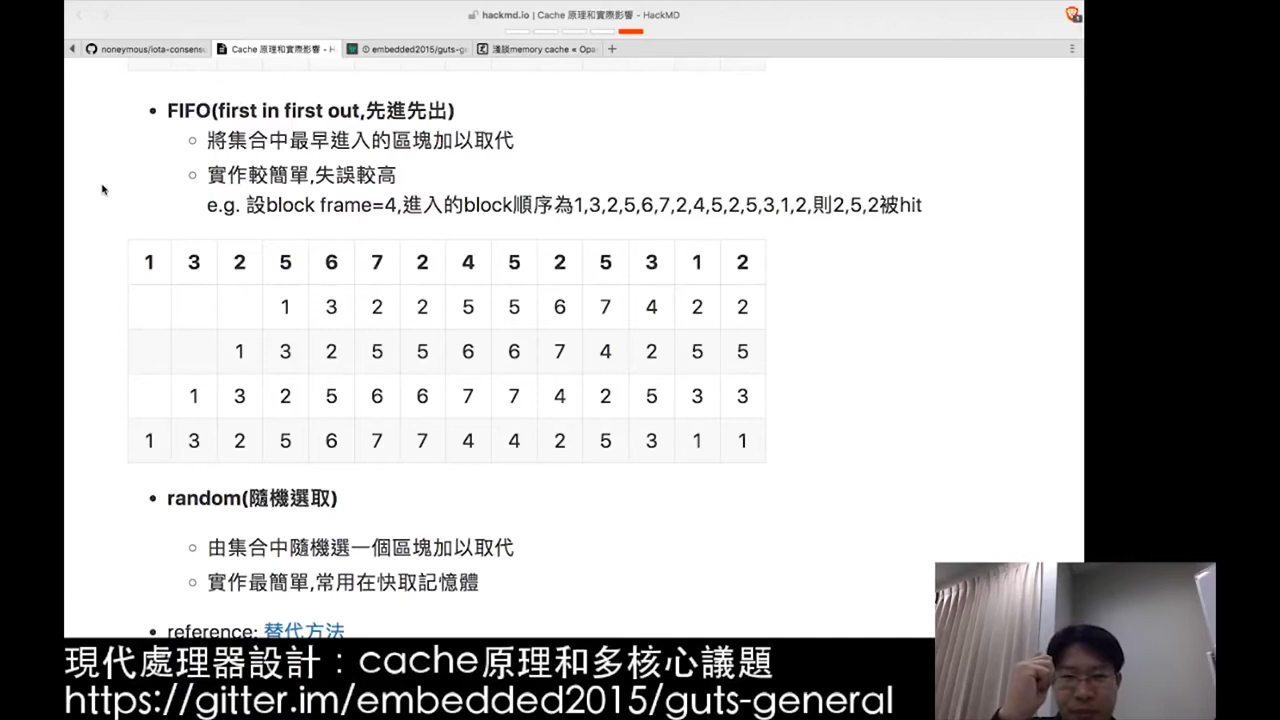 hackmd.io | Cache 原理和實際影響 - HackMD
noneymous/iota-consensu
Cache 原理和實際影響 - H
© embedded2015/guts-g
淺談memory cache « Opa
FIFO(first in first out,先進先出)
將集合中最早進入的區塊加以取代
實作較簡單,失誤較高
e.g. 設block frame=4,進入的block順序為1,3,2,5,6,7,2,4,5,2,5,3,1,2,則2,5,2被hit
1 3 2 5 6 7 2 4 5 2 5 3 1 2
1 3 2 2 5 5 6 7 4 2 2
1 3 2 5 5 6 6 7 4 2 5 5
1 3 2 5 6 6 7 7 4 2 5 3 3
1 3 2 5 6 7 7 4 4 2 5 3 1 1
random(隨機選取)
由集合中隨機選一個區塊加以取代
實作最簡單,常用在快取記憶體
reference: 替代方法
現代處理器設計：cache原理和多核心議題
https://gitter.im/embedded2015/guts-general